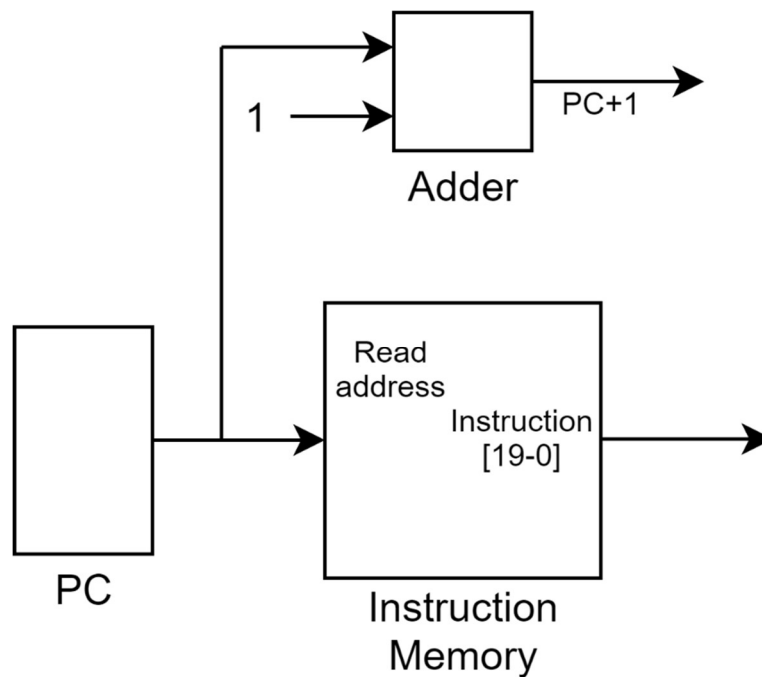 1
PC+1
Adder
Read
address
Instruction
[19-0]
PC
Instruction
Memory